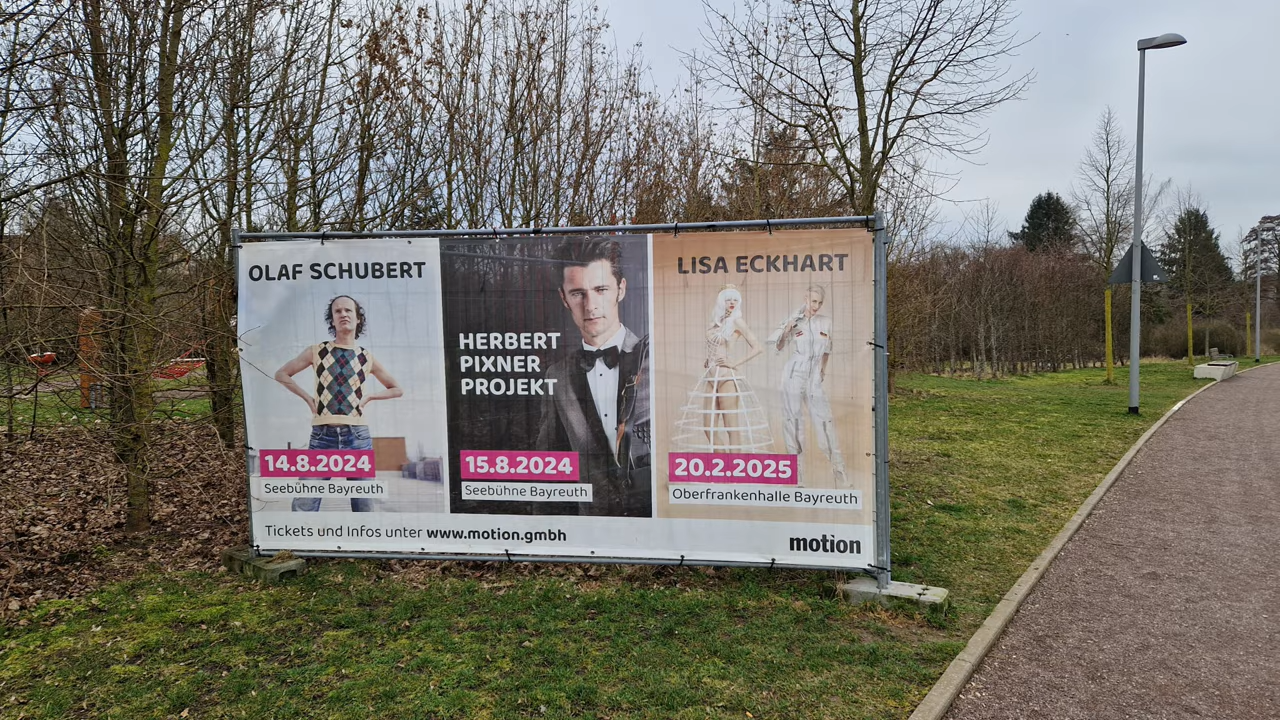 OLAF SCHUBERT
14.8.2024
Seebühne Bayreuth
HERBERT
PIXNER
PROJEKT
15.8.2024
Seebühne Bayreuth
LISA ECKHART
20.2.2025
Oberfrankenhalle Bayreuth
Tickets und Infos unter www.motion.gmbh
motion